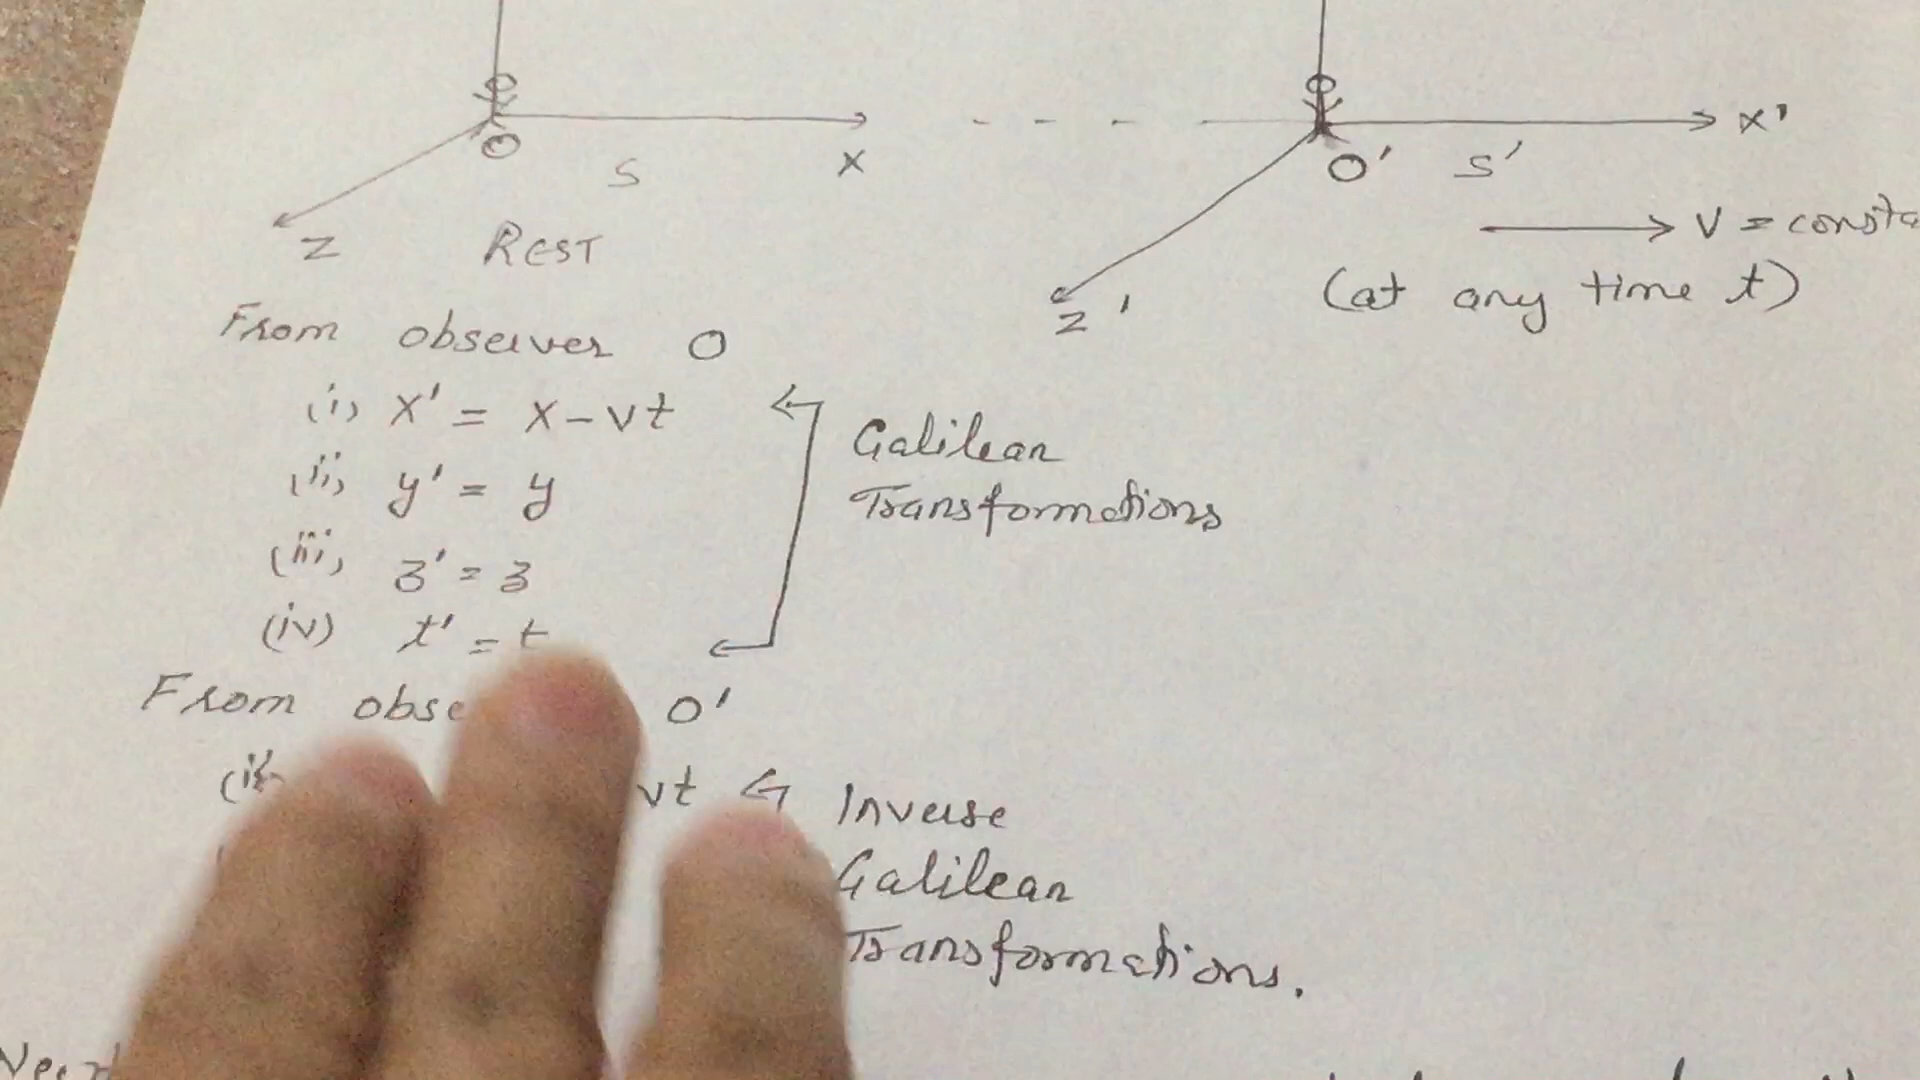 O S X
O' S' X'
Z REST
Z'
V = consta
(at any time t)
From observer O
(i) X' = X - Vt
(ii) y' = y
(iii) z' = z
(iv) t' = t
Galilean
Transformations
From obse O'
(i) vt
Inverse
Galilean
Transformations.